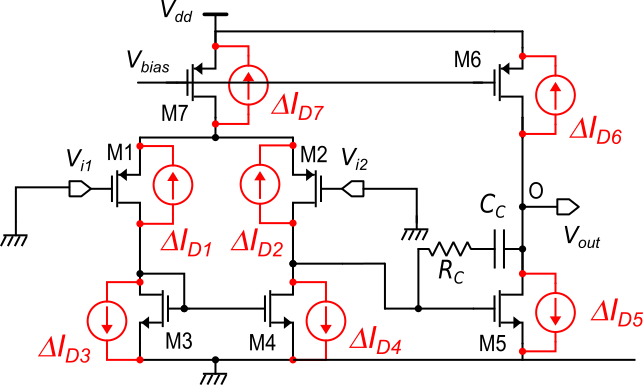 Vdd
Vbias
M6
M7
ΔID7
ΔID6
Vi1
M1
M2
Vi2
O
CC
Vout
ΔID1
ΔID2
RC
ΔID3
M3
M4
ΔID4
M5
ΔID5